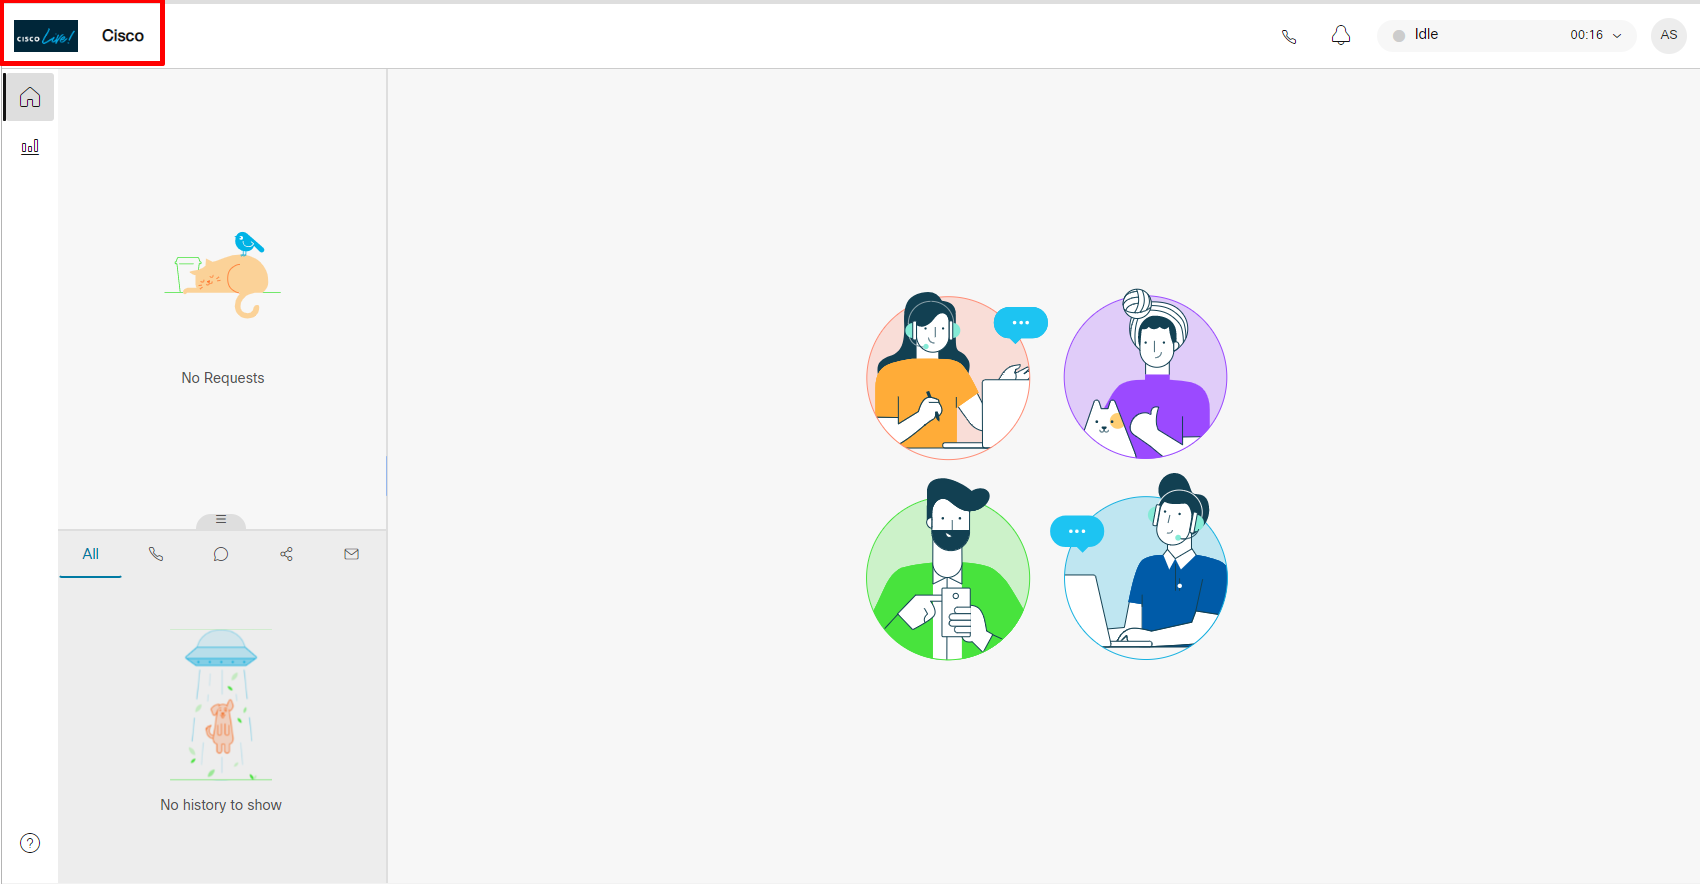 CISCO Live!
Cisco
Idle
00:16
AS
No Requests
All
No history to show
?